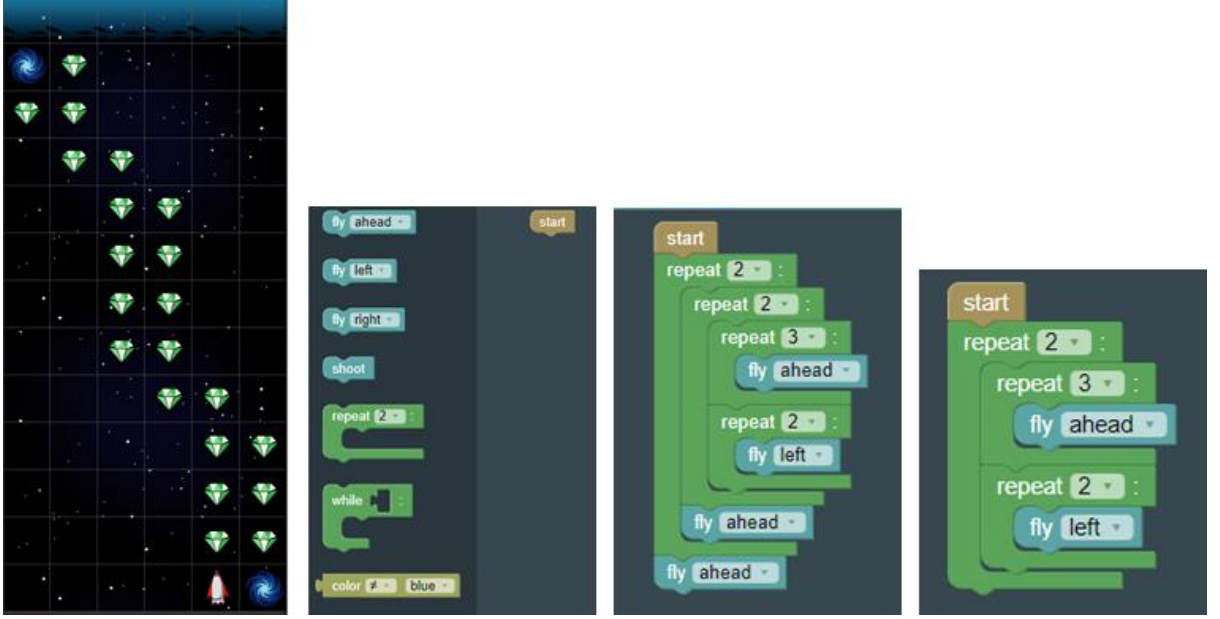 fly ahead
start
fly left
fly right
shoot
repeat 2 :
while :
color ≠ blue
start
repeat 2 :
repeat 2 :
repeat 3 :
fly ahead
repeat 2 :
fly left
fly ahead
fly ahead
start
repeat 2 :
repeat 3 :
fly ahead
repeat 2 :
fly left